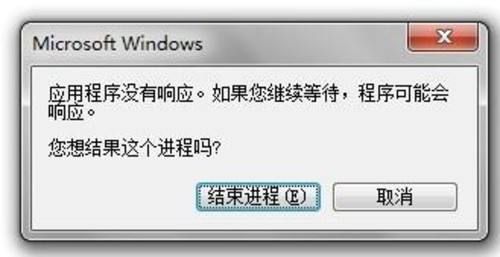 Microsoft Windows
应用程序没有响应。如果您继续等待，程序可能会
响应。
您想结果这个进程吗?
结束进程(E)
取消